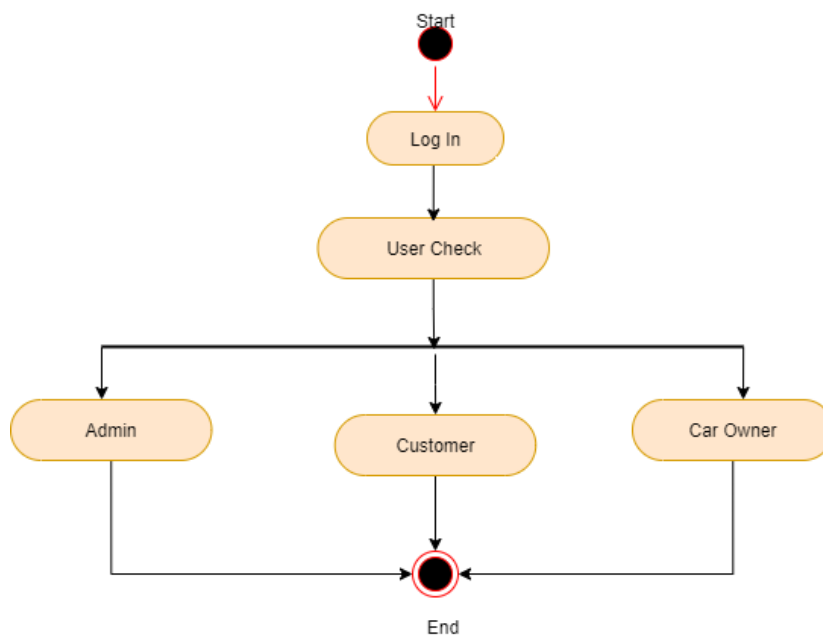 Start
Log In
User Check
Admin
Customer
Car Owner
End